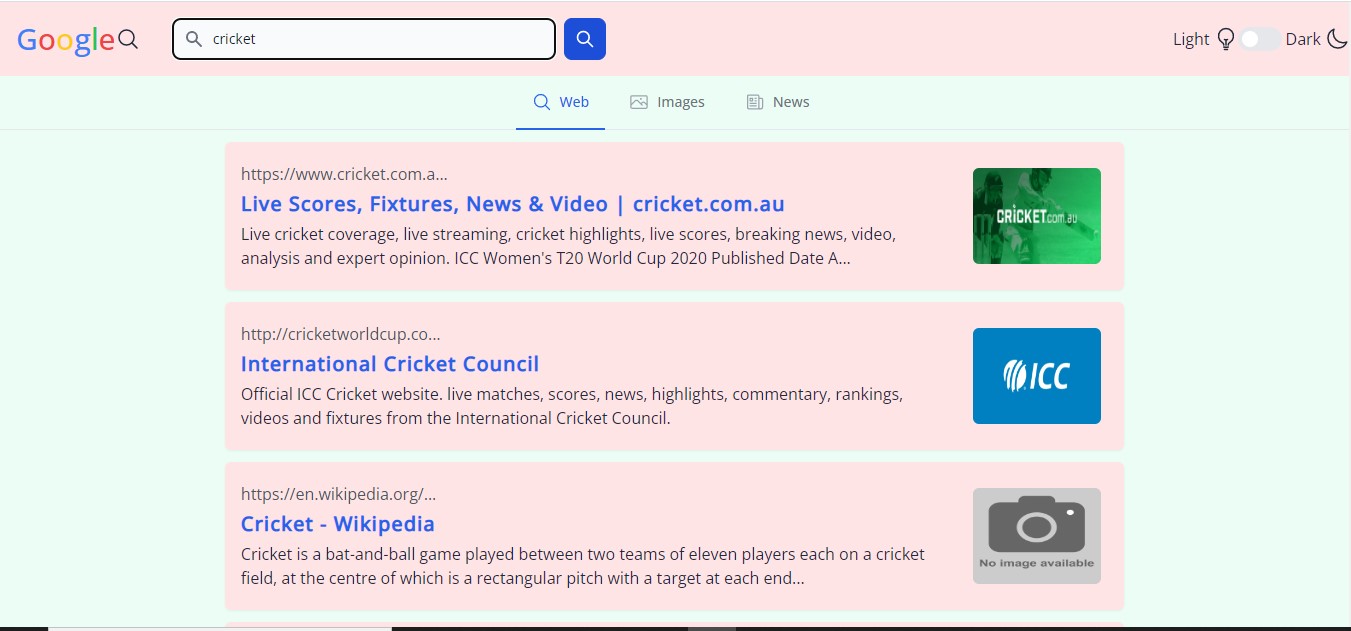 Google
cricket
Light Dark
Web Images News
https://www.cricket.com.a...
Live Scores, Fixtures, News & Video | cricket.com.au
Live cricket coverage, live streaming, cricket highlights, live scores, breaking news, video,
analysis and expert opinion. ICC Women's T20 World Cup 2020 Published Date A...
CRICKET.com.au
http://cricketworldcup.co...
International Cricket Council
Official ICC Cricket website. live matches, scores, news, highlights, commentary, rankings,
videos and fixtures from the International Cricket Council.
ICC
https://en.wikipedia.org/...
Cricket - Wikipedia
Cricket is a bat-and-ball game played between two teams of eleven players each on a cricket
field, at the centre of which is a rectangular pitch with a target at each end...
No image available